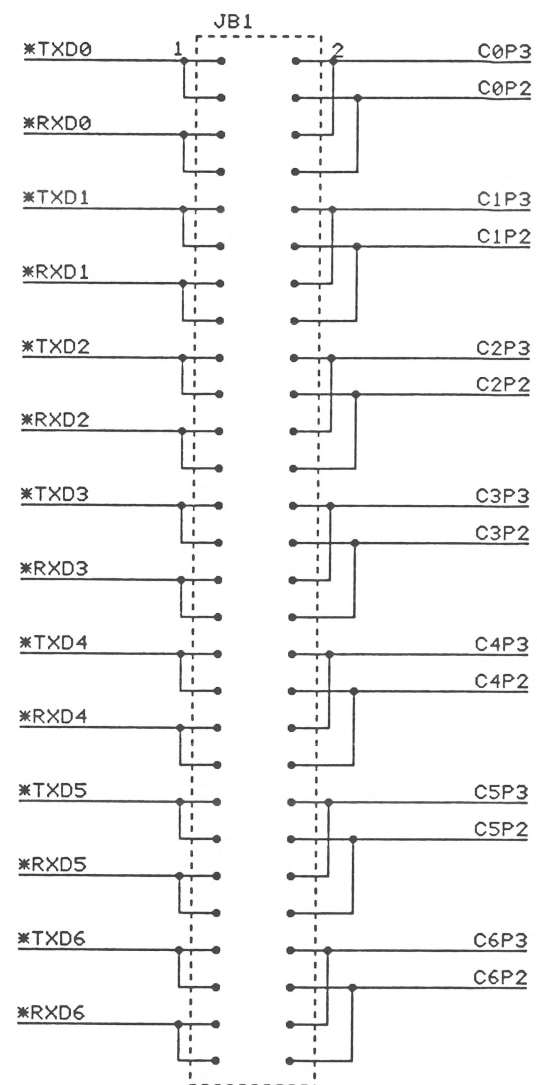 JB1
*TXD0 1 2 C0P3
C0P2
*RXD0
*TXD1 C1P3
C1P2
*RXD1
*TXD2 C2P3
C2P2
*RXD2
*TXD3 C3P3
C3P2
*RXD3
*TXD4 C4P3
C4P2
*RXD4
*TXD5 C5P3
C5P2
*RXD5
*TXD6 C6P3
C6P2
*RXD6